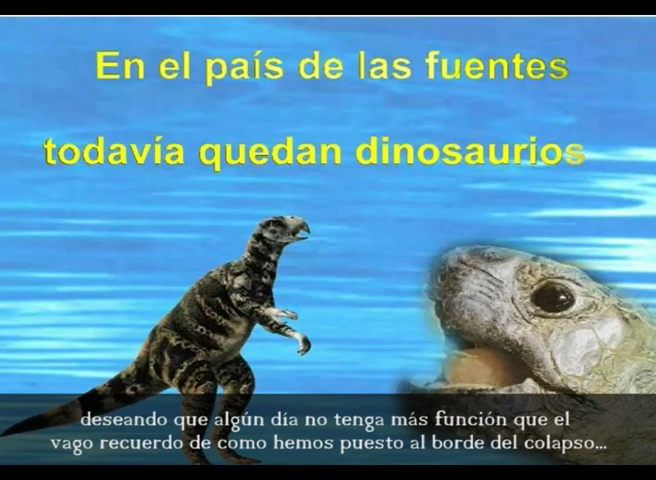 En el país de las fuentes
todavía quedan dinosaurios
deseando que algún día no tenga más función que el
vago recuerdo de como hemos puesto al borde del colapso...